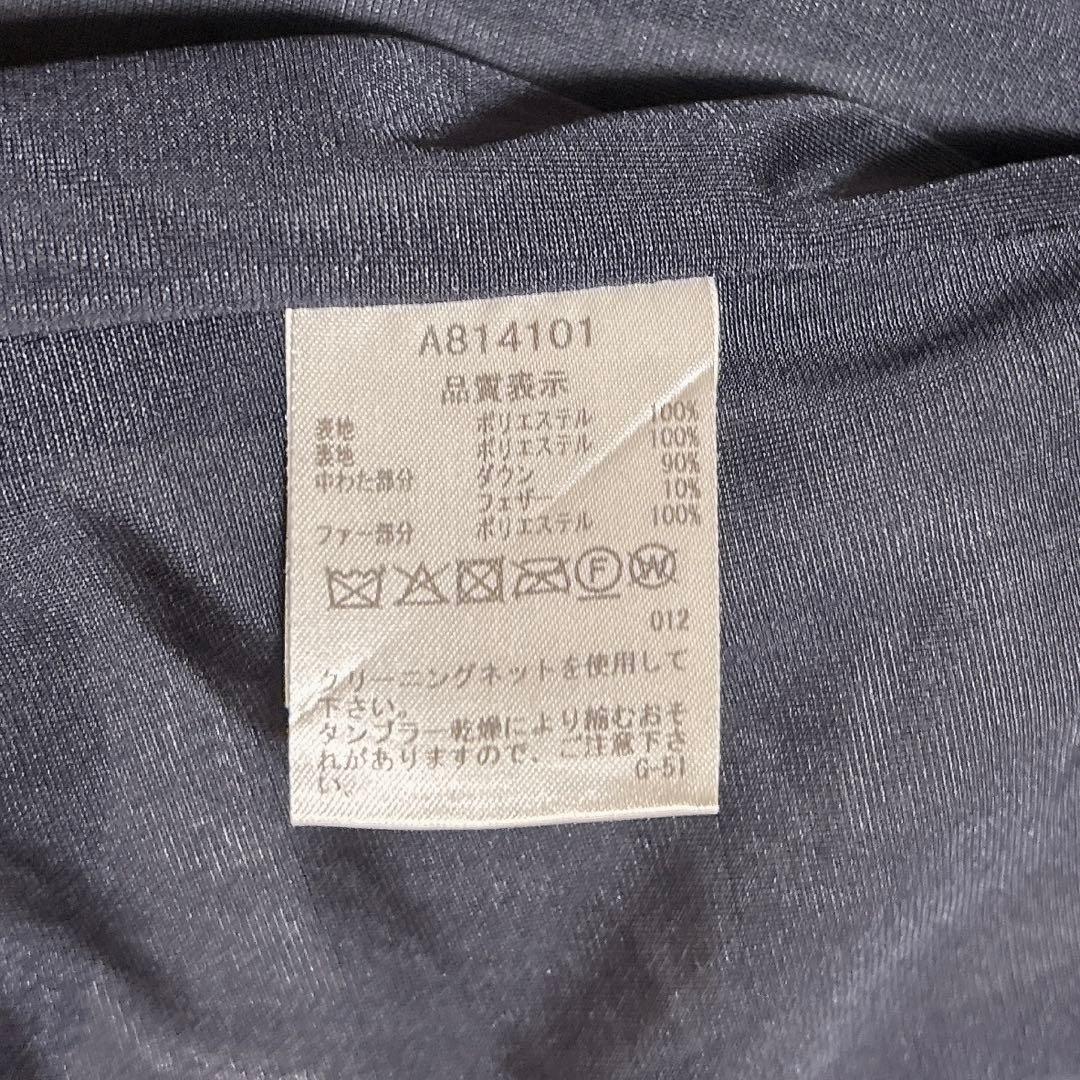 A814101
品質表示
表地 ポリエステル 100%
裏地 ポリエステル 100%
中わた部分 ダウン 90%
フェザー 10%
ファー部分 ポリエステル 100%
F W
012
クリーニングネットを使用して
下さい。
タンブラー乾燥により縮むおそ
れがありますので、ご注意下さ
い。 G-51